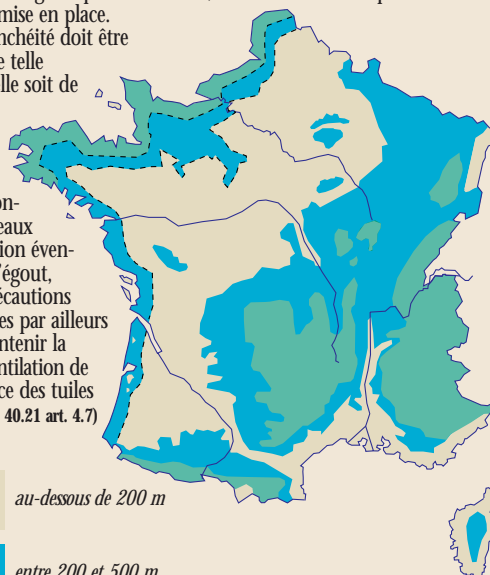 mise en place.
nchéité doit être
e telle
lle soit de
on-
eaux
ion éven-
'égout,
écautions
es par ailleurs
ntenir la
ntilation de
ce des tuiles
40.21 art. 4.7)
au-dessous de 200 m
entre 200 et 500 m